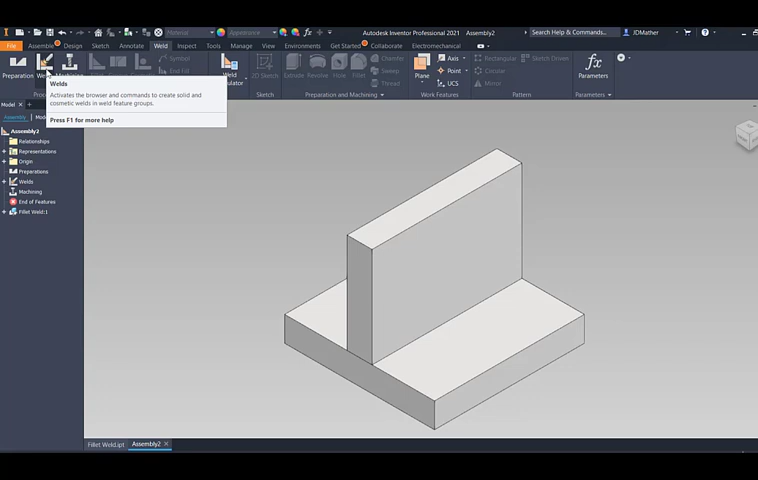 Material
Appearance
Autodesk Inventor Professional 2021 Assembly2
Search Help & Commands...
JDMather
File
Assemble
Design
Sketch
Annotate
Weld
Inspect
Tools
Manage
View
Environments
Get Started
Collaborate
Electromechanical
Preparation
Machining
Symbol
End Fill
Weld
2D Sketch
Extrude
Revolve
Hole
Fillet
Chamfer
Sweep
Thread
Plane
Axis
Point
UCS
Rectangular
Circular
Mirror
Sketch Driven
fx
Parameters
Sketch
Preparation and Machining
Work Features
Pattern
Parameters
Welds
Activates the browser and commands to create solid and
cosmetic welds in weld feature groups.
Press F1 for more help
Model
Assembly
Assembly2
Relationships
Representations
Origin
Preparations
Welds
Machining
End of Features
Fillet Weld:1
Fillet Weld.ipt
Assembly2